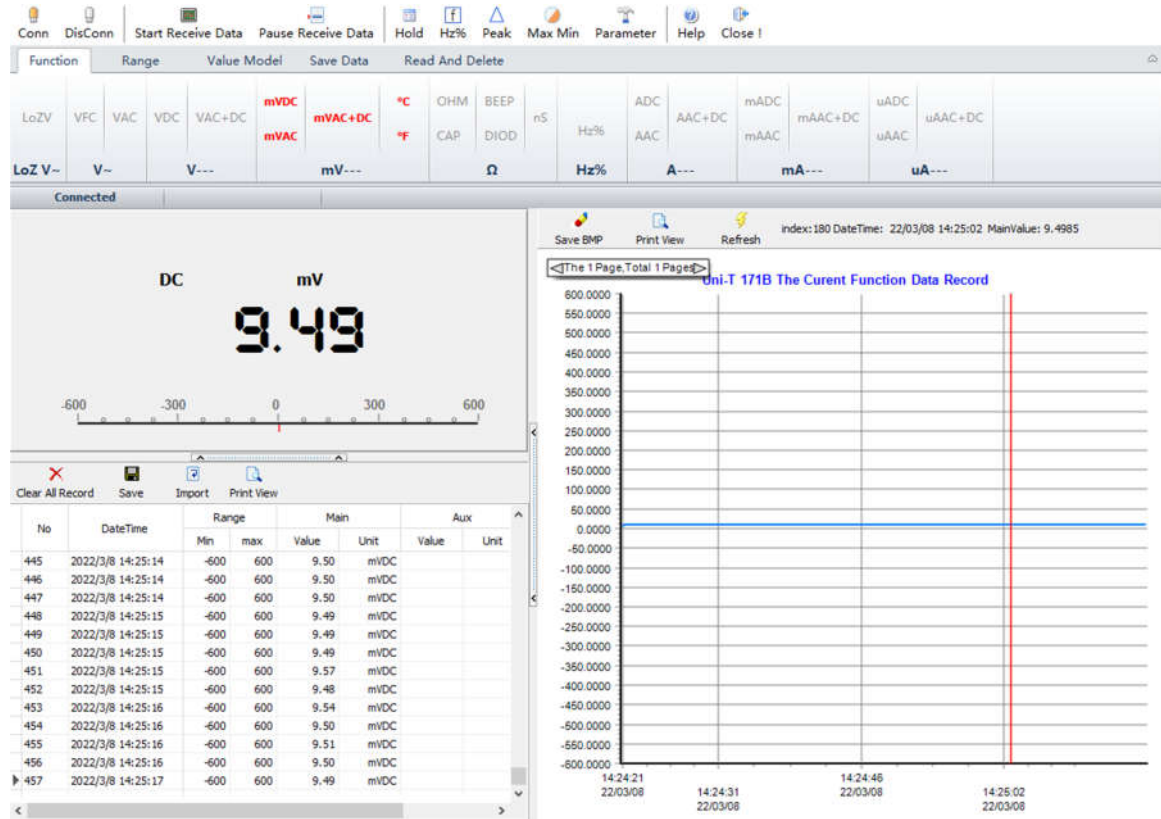 Conn DisConn Start Receive Data Pause Receive Data Hold Hz% Peak Max Min Parameter Help Close !
Function Range Value Model Save Data Read And Delete
LoZV VFC VAC VDC VAC+DC mVDC mVAC mVAC+DC °C °F OHM CAP BEEP DIOD nS Hz% ADC AAC AAC+DC mADC mAAC mAAC+DC uADC uAAC uAAC+DC
LoZ V~ V~ V--- mV--- Ω Hz% A--- mA--- uA---
Connected
DC mV
9.49
-600 -300 0 300 600
Clear All Record Save Import Print View
No DateTime Range Main Aux
Min max Value Unit Value Unit
445 2022/3/8 14:25:14 -600 600 9.50 mVDC
446 2022/3/8 14:25:14 -600 600 9.50 mVDC
447 2022/3/8 14:25:14 -600 600 9.50 mVDC
448 2022/3/8 14:25:15 -600 600 9.49 mVDC
449 2022/3/8 14:25:15 -600 600 9.49 mVDC
450 2022/3/8 14:25:15 -600 600 9.49 mVDC
451 2022/3/8 14:25:15 -600 600 9.57 mVDC
452 2022/3/8 14:25:15 -600 600 9.48 mVDC
453 2022/3/8 14:25:16 -600 600 9.54 mVDC
454 2022/3/8 14:25:16 -600 600 9.50 mVDC
455 2022/3/8 14:25:16 -600 600 9.51 mVDC
456 2022/3/8 14:25:16 -600 600 9.50 mVDC
457 2022/3/8 14:25:17 -600 600 9.49 mVDC
Save BMP Print View Refresh index:180 DateTime: 22/03/08 14:25:02 MainValue: 9.4985
The 1 Page,Total 1 Pages
Uni-T 171B The Curent Function Data Record
600.0000
550.0000
500.0000
450.0000
400.0000
350.0000
300.0000
250.0000
200.0000
150.0000
100.0000
50.0000
0.0000
-50.0000
-100.0000
-150.0000
-200.0000
-250.0000
-300.0000
-350.0000
-400.0000
-450.0000
-500.0000
-550.0000
-600.0000
14:24:21 22/03/08
14:24:31 22/03/08
14:24:46 22/03/08
14:25:02 22/03/08